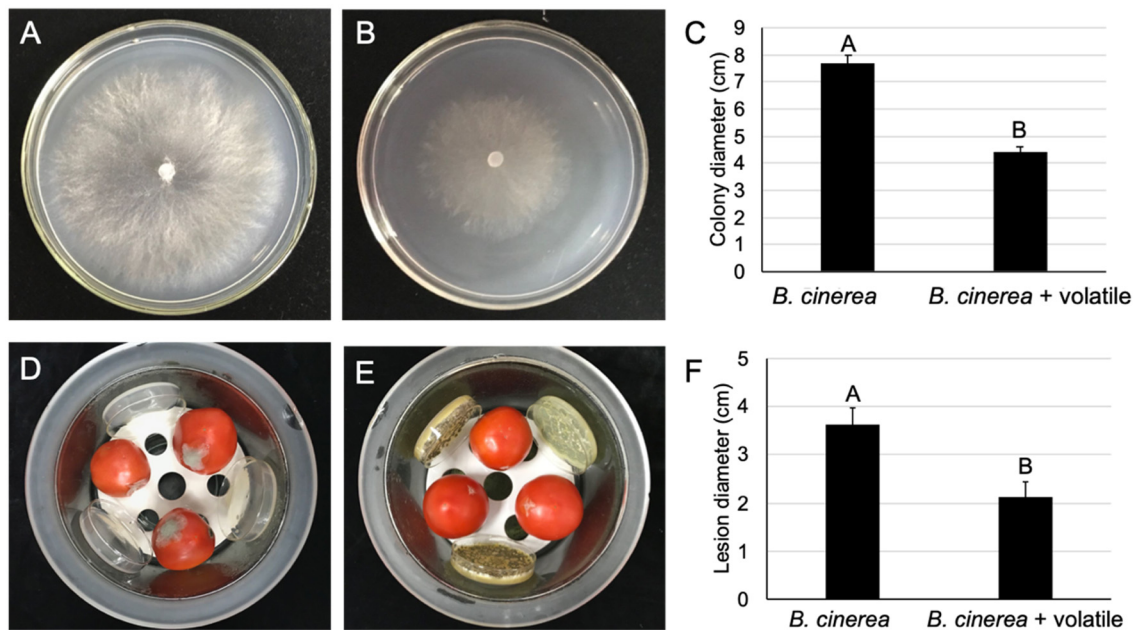 A
B
C
Colony diameter (cm)
9
8
7
6
5
4
3
2
1
0
A
B
B. cinerea
B. cinerea + volatile
D
E
F
Lesion diameter (cm)
5
4
3
2
1
0
A
B
B. cinerea
B. cinerea + volatile